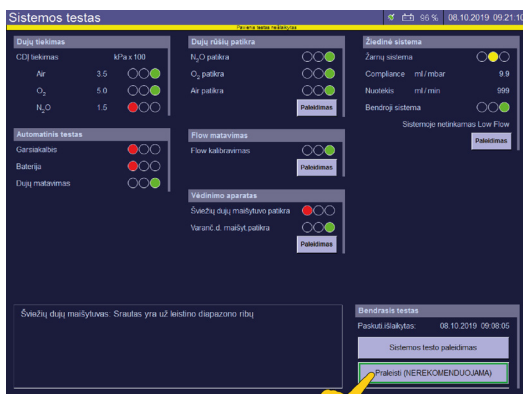 Sistemos testas
96 %
08.10.2019 09:21:10
Paciento testas neišlaikytas
Dujų tiekimas
CDĮ tiekimas kPa x 100
Air 3.5
O₂ 5.0
N₂O 1.5
Automatinis testas
Garsiakalbis
Baterija
Dujų matavimas
Dujų rūšių patikra
N₂O patikra
O₂ patikra
Air patikra
Paleidimas
Flow matavimas
Flow kalibravimas
Paleidimas
Vėdinimo aparatas
Šviežių dujų maišytuvo patikra
Varanč.d. maišyt.patikra
Paleidimas
Žiedinė sistema
Žarnų sistema
Compliance ml / mbar 9.9
Nuotėkis ml / min 999
Bendroji sistema
Sistemoje netinkamas Low Flow
Paleidimas
Šviežių dujų maišytuvas: Srautas yra už leistino diapazono ribų
Bendrasis testas
Paskuti.išlaikytas: 08.10.2019 09:08:05
Sistemos testo paleidimas
Praleisti (NEREKOMENDUOJAMA)